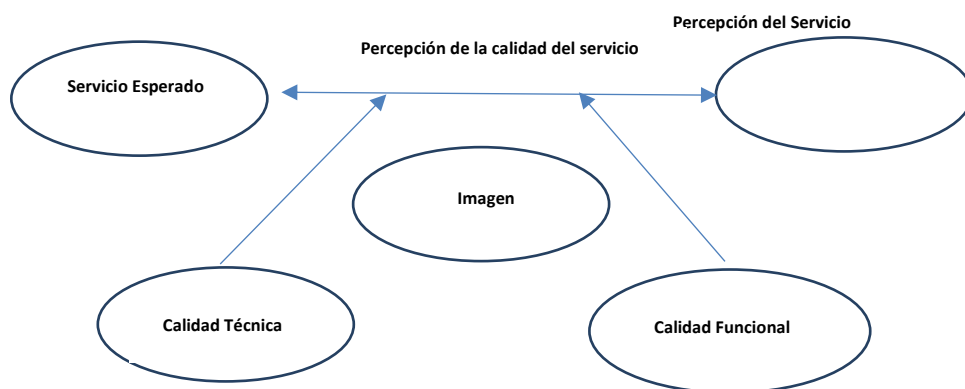 Percepción del Servicio
Percepción de la calidad del servicio
Servicio Esperado
Imagen
Calidad Técnica
Calidad Funcional